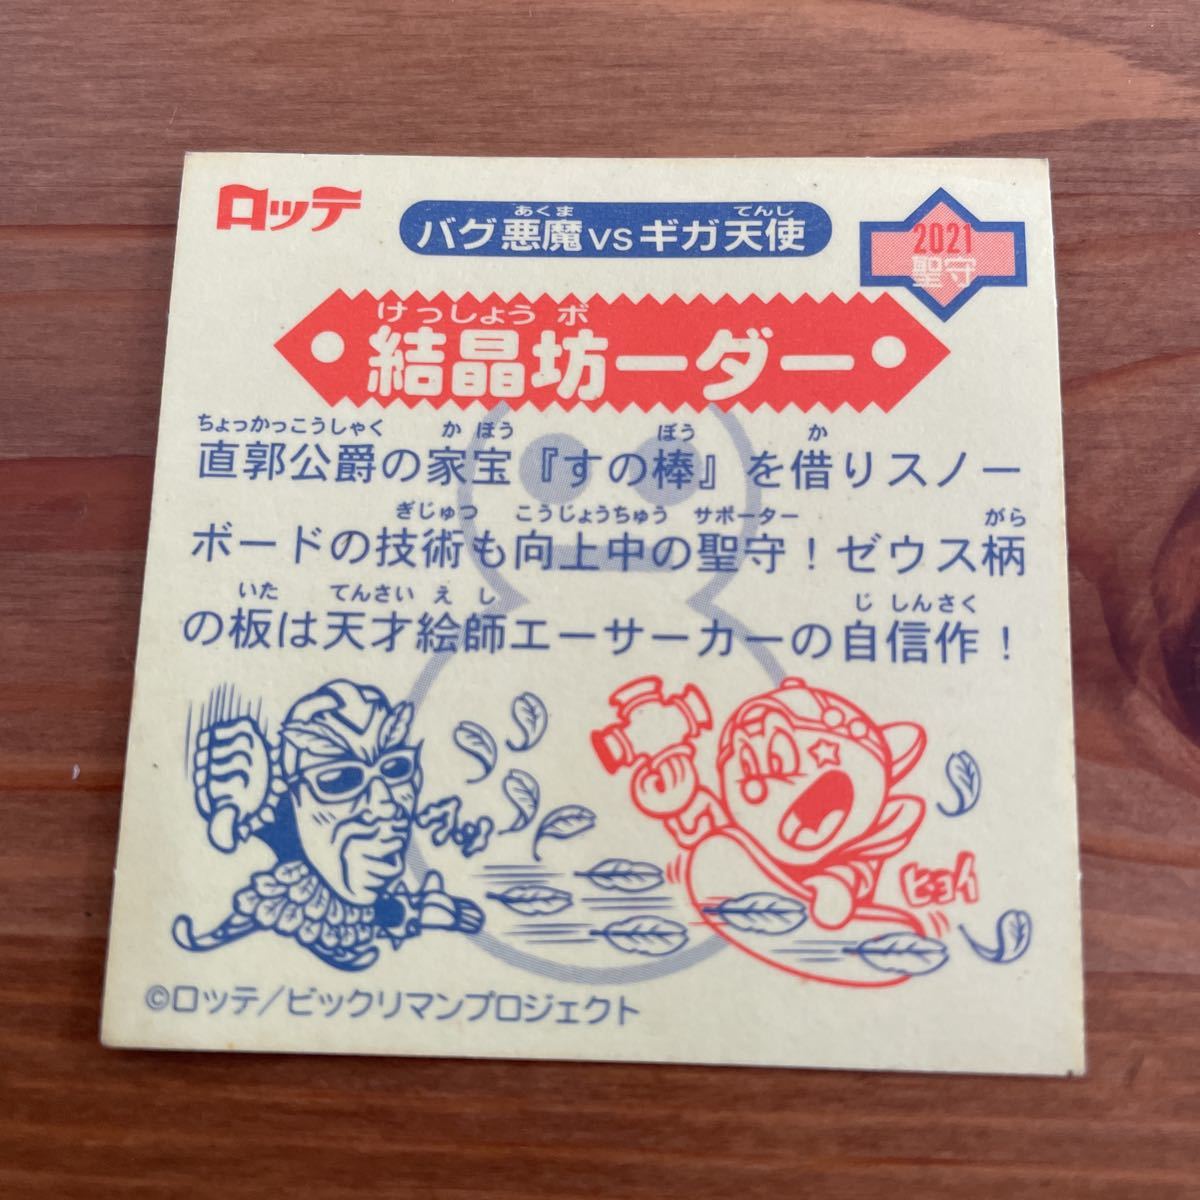 ロッテ
あくま てんし
バグ悪魔vsギガ天使
2021
聖守
けっしょう ボ
結晶坊ーダー
ちょっかっこうしゃく か ほう ぼう か
直郭公爵の家宝『すの棒』を借りスノー
ぎじゅつ こうじょうちゅう サポーター がら
ボードの技術も向上中の聖守！ゼウス柄
いた てんさい え し じ しんさく
の板は天才絵師エーサーカーの自信作！
ヒョイ
©ロッテ/ビックリマンプロジェクト